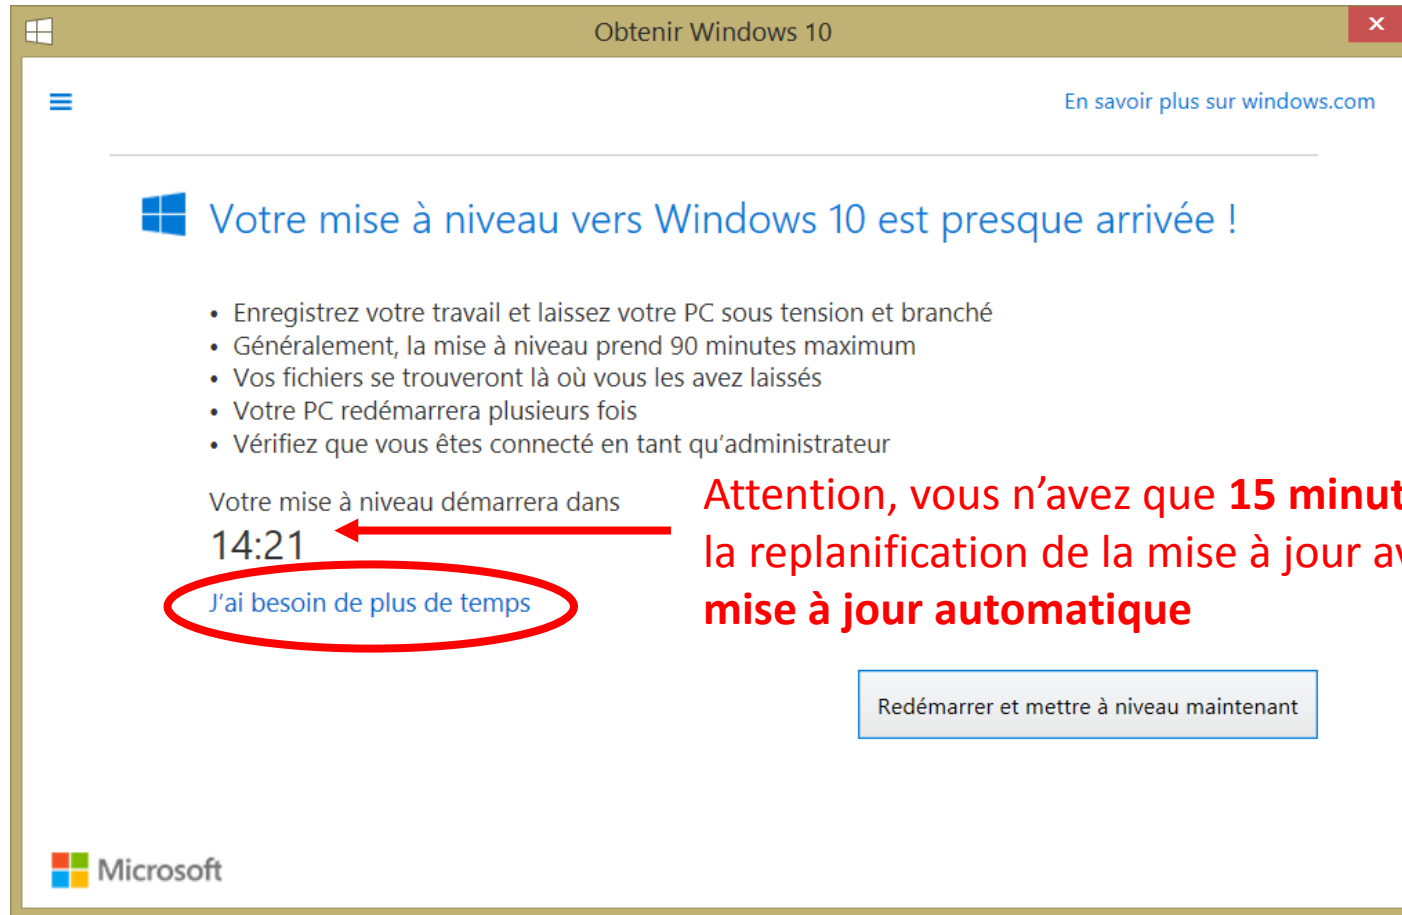 Obtenir Windows 10
x
En savoir plus sur windows.com
Votre mise à niveau vers Windows 10 est presque arrivée !
• Enregistrez votre travail et laissez votre PC sous tension et branché
• Généralement, la mise à niveau prend 90 minutes maximum
• Vos fichiers se trouveront là où vous les avez laissés
• Votre PC redémarrera plusieurs fois
• Vérifiez que vous êtes connecté en tant qu’administrateur
Votre mise à niveau démarrera dans
14:21
J’ai besoin de plus de temps
Attention, vous n’avez que 15
la replanification de la mise à jour
mise à jour automatique
Redémarrer et mettre à niveau maintenant
Microsoft